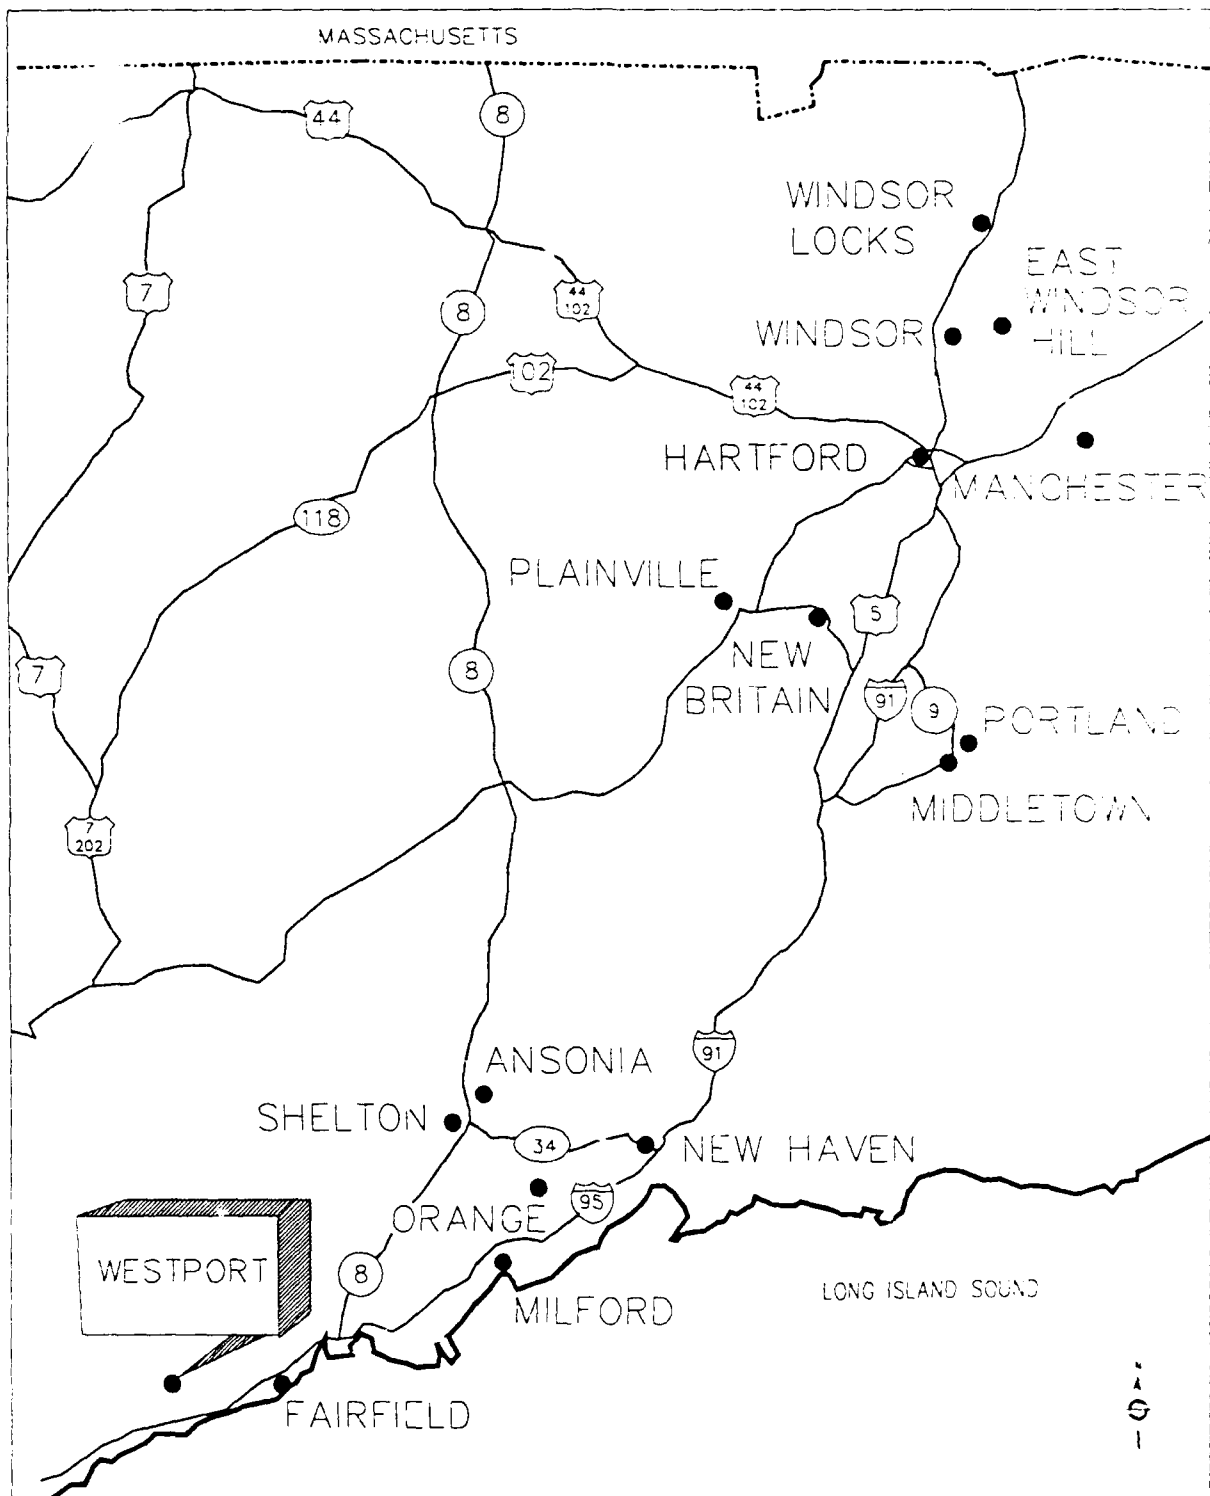 MASSACHUSETTS
44
8
WINDSOR
LOCKS
EAST
WINDSOR
HILL
7
44
102
8
WINDSOR
102
44
102
HARTFORD
MANCHESTER
118
PLAINVILLE
5
NEW
BRITAIN
8
7
91
9
PORTLAND
MIDDLETOWN
7
202
91
ANSONIA
SHELTON
34
NEW HAVEN
95
ORANGE
WESTPORT
8
LONG ISLAND SOUND
MILFORD
FAIRFIELD
N